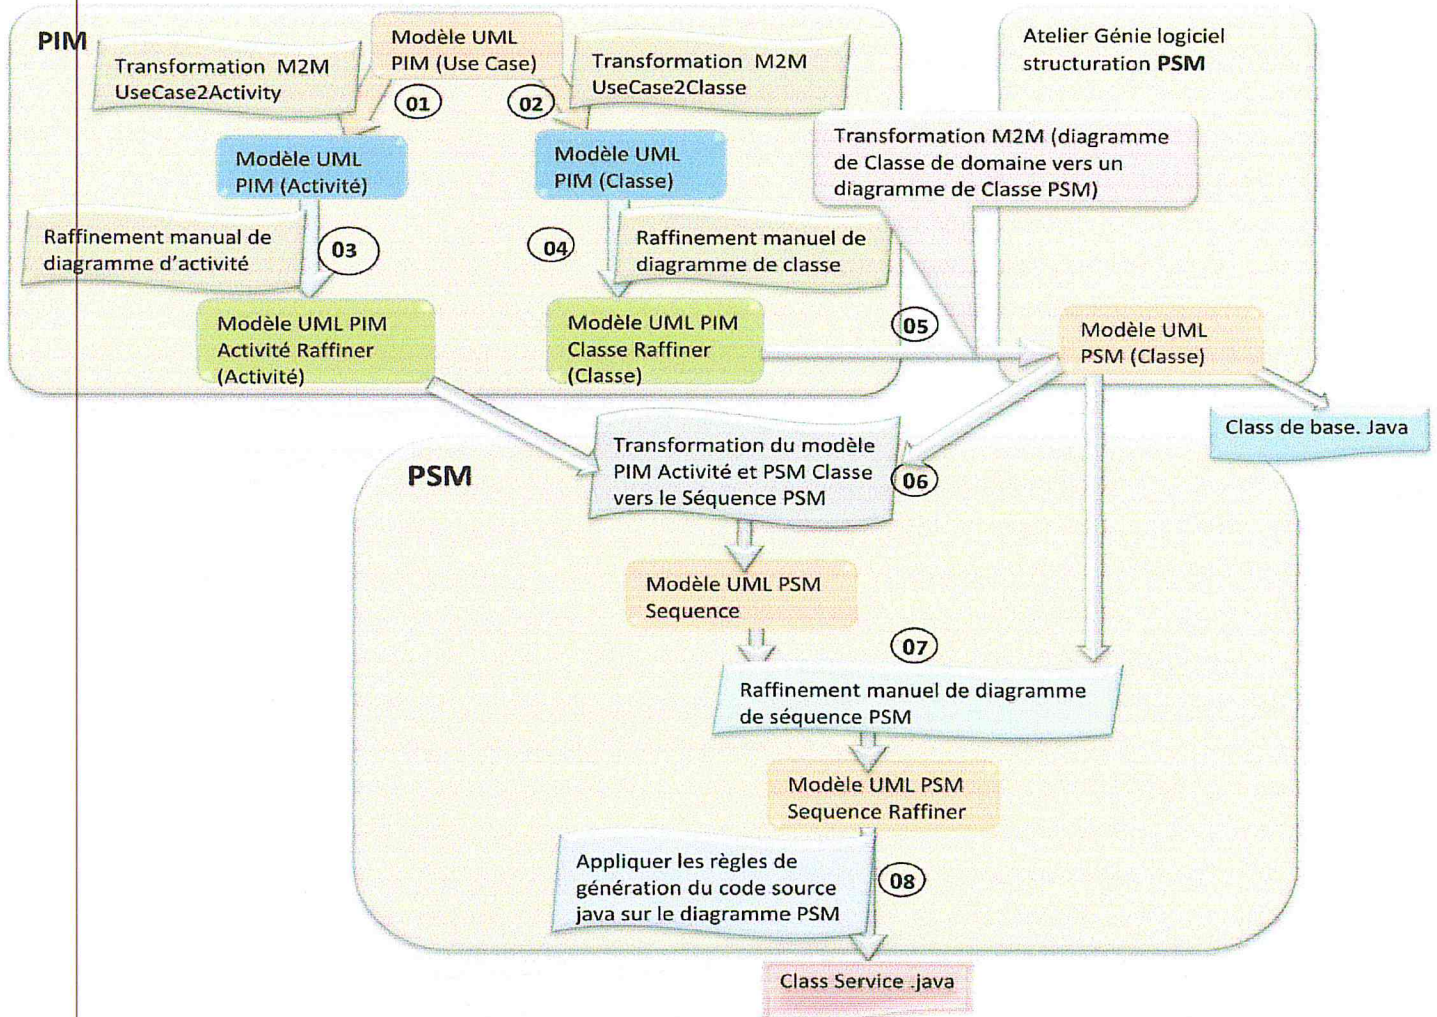 PIM
Modèle UML
PIM (Use Case)
Transformation M2M
UseCase2Activity
Transformation M2M
UseCase2Classe
01
02
Atelier Génie logiciel
structuration PSM
Modèle UML
PIM (Activité)
Modèle UML
PIM (Classe)
Transformation M2M (diagramme
de Classe de domaine vers un
diagramme de Classe PSM)
Raffinement manual de
diagramme d'activité
03
04
Raffinement manuel de
diagramme de classe
Modèle UML PIM
Activité Raffiner
(Activité)
Modèle UML PIM
Classe Raffiner
(Classe)
05
Modèle UML
PSM (Classe)
Class de base. Java
PSM
Transformation du modèle
PIM Activité et PSM Classe
vers le Séquence PSM
06
Modèle UML PSM
Sequence
07
Raffinement manuel de diagramme
de séquence PSM
Modèle UML PSM
Sequence Raffiner
Appliquer les règles de
génération du code source
java sur le diagramme PSM
08
Class Service .java